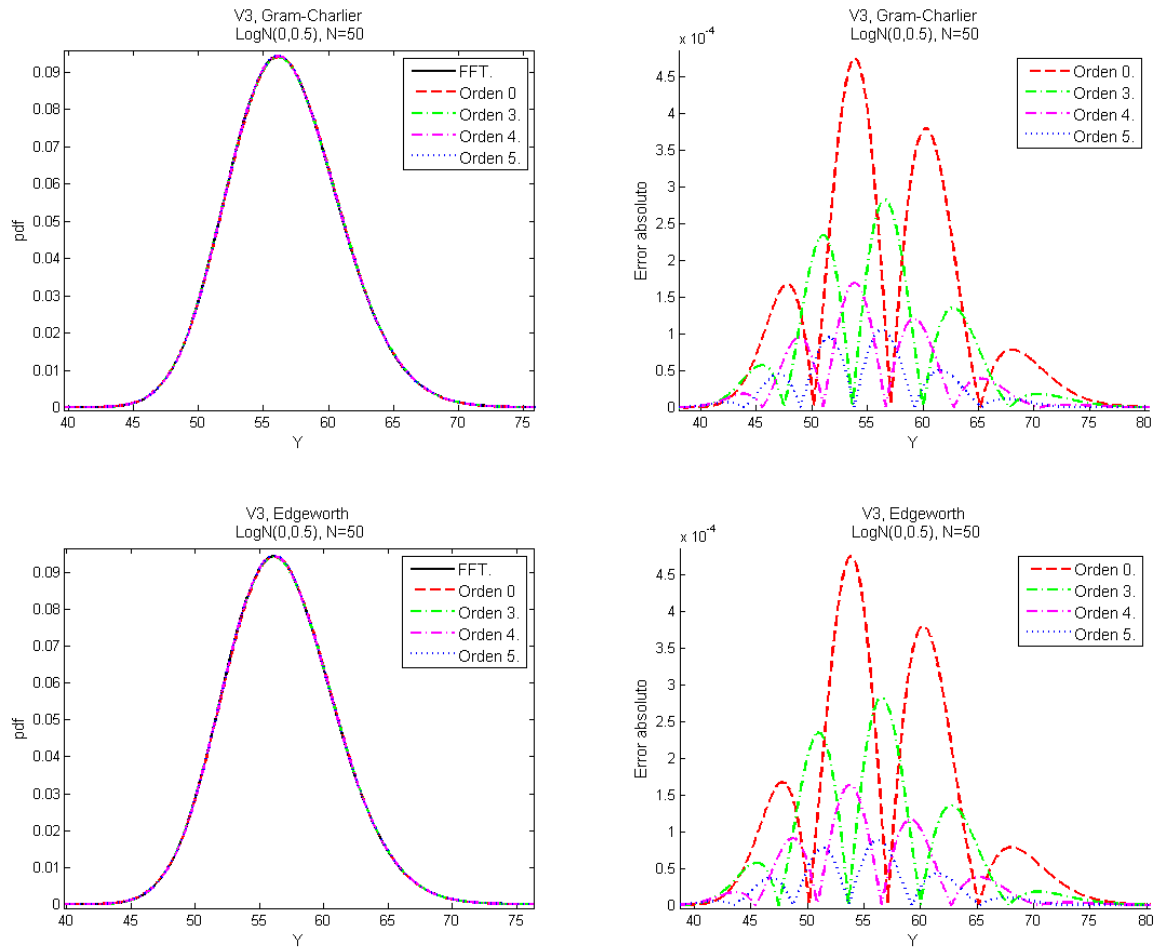 V3, Gram-Charlier
LogN(0,0.5), N=50
0.09
0.08
0.07
0.06
0.05
0.04
0.03
0.02
0.01
0
pdf
40 45 50 55 60 65 70 75
Y
FFT.
Orden 0
Orden 3.
Orden 4.
Orden 5.
V3, Gram-Charlier
LogN(0,0.5), N=50
x 10-4
4.5
4
3.5
3
2.5
2
1.5
1
0.5
0
Error absoluto
40 45 50 55 60 65 70 75 80
Y
Orden 0.
Orden 3.
Orden 4.
Orden 5.
V3, Edgeworth
LogN(0,0.5), N=50
0.09
0.08
0.07
0.06
0.05
0.04
0.03
0.02
0.01
0
pdf
40 45 50 55 60 65 70 75
Y
FFT.
Orden 0
Orden 3.
Orden 4.
Orden 5.
V3, Edgeworth
LogN(0,0.5), N=50
x 10-4
4.5
4
3.5
3
2.5
2
1.5
1
0.5
0
Error absoluto
40 45 50 55 60 65 70 75 80
Y
Orden 0.
Orden 3.
Orden 4.
Orden 5.